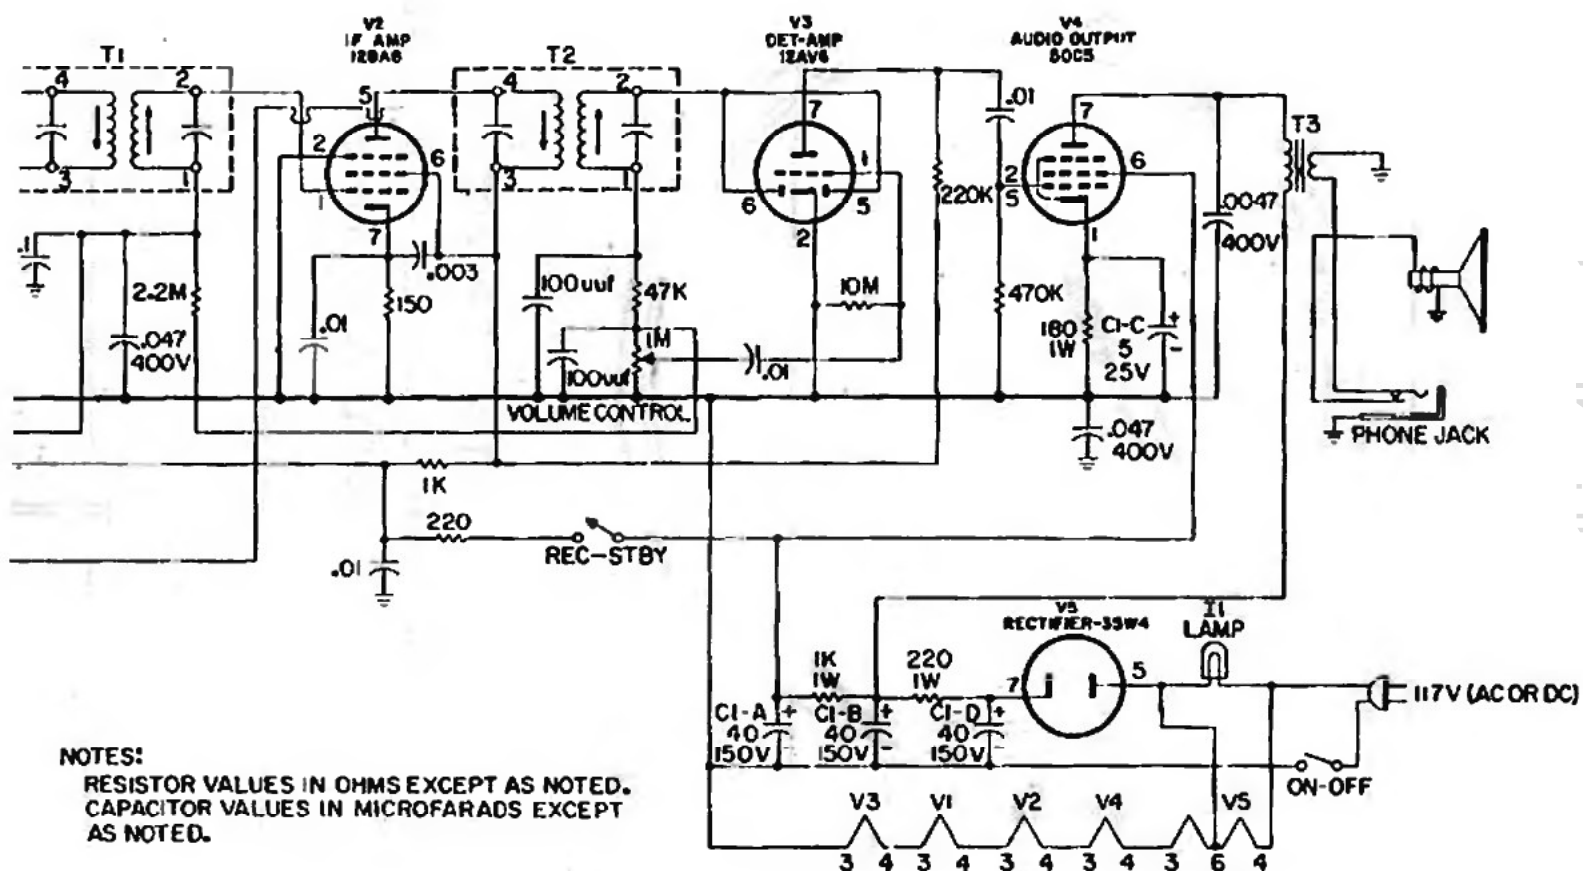 V2
IF AMP
12BA6
V3
DET-AMP
12AV6
V4
AUDIO OUTPUT
50C5
T1
T2
T3
4
2
3
1
5
2
6
1
7
4
2
3
1
7
1
6
5
2
7
2
5
6
1
.01
220K
.0047
400V
.1
2.2M
.047
400V
.01
150
.003
100uuf
47K
1M
100uuf
.01
10M
470K
180
1W
C1-C
+
5
-
25V
VOLUME CONTROL
.047
400V
PHONE JACK
1K
220
REC-STBY
.01
V5
RECTIFIER-35W4
I1
LAMP
7
5
1K
1W
220
1W
117V (AC OR DC)
C1-A
+
40
150V
C1-B
+
40
-
150V
C1-D
+
40
-
150V
ON-OFF
V3
V1
V2
V4
V5
3
4
3
4
3
4
3
4
3
6
4
NOTES:
RESISTOR VALUES IN OHMS EXCEPT AS NOTED.
CAPACITOR VALUES IN MICROFARADS EXCEPT
AS NOTED.